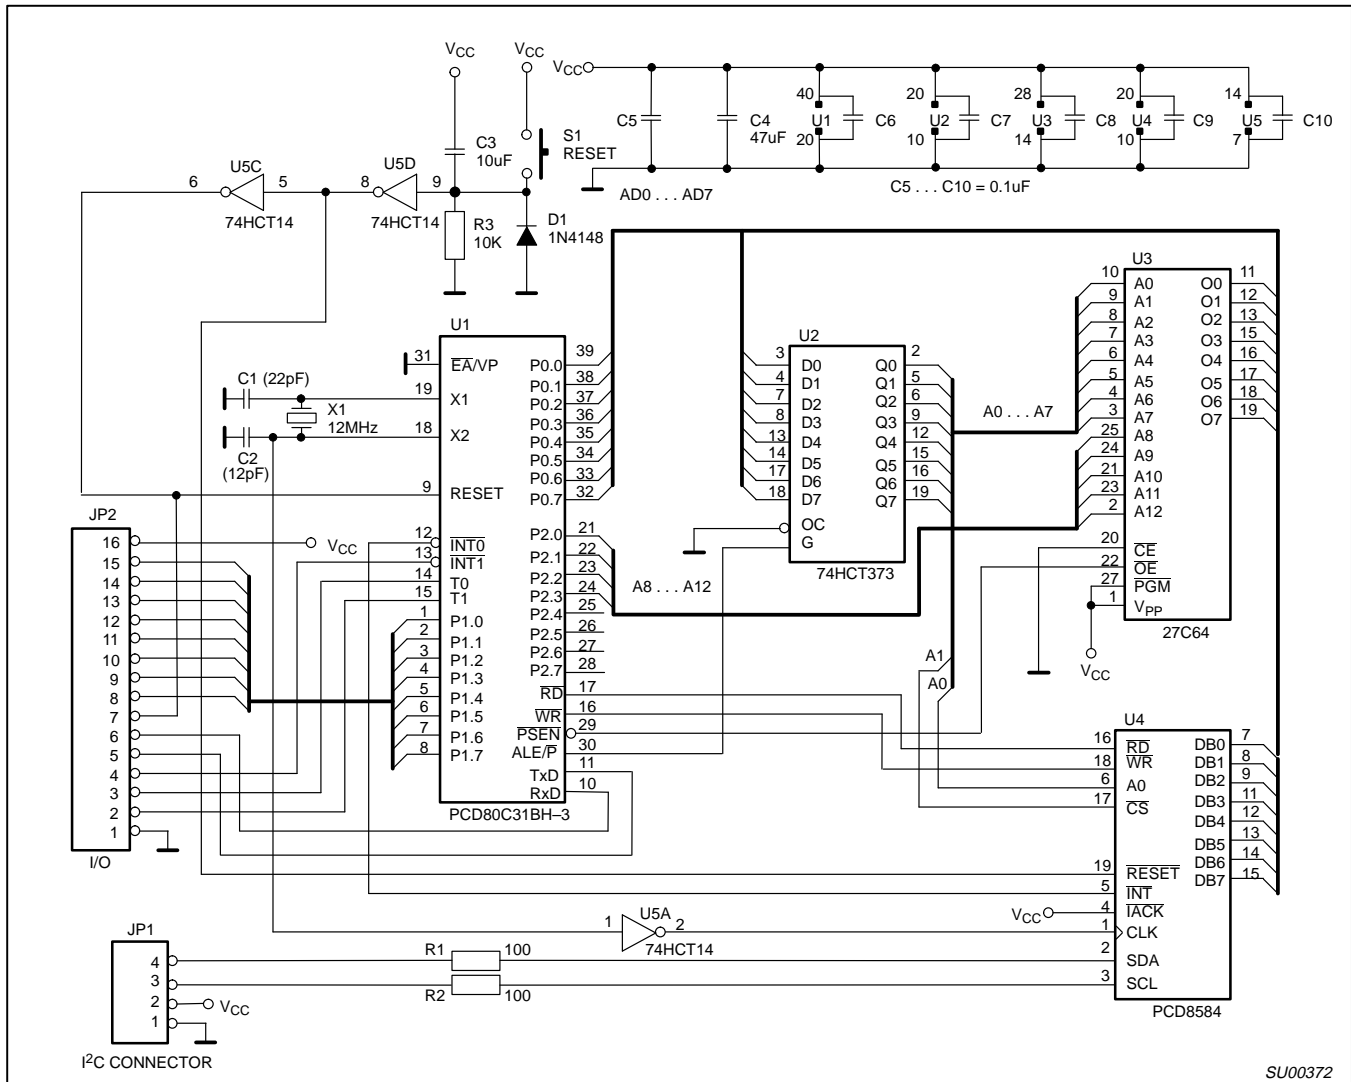 VCC
VCC
VCC
C5
C4
47uF
40
U1
20
C6
20
U2
10
C7
28
U3
14
C8
20
U4
10
C9
14
U5
7
C10
AD0 . . . AD7
C5 . . . C10 = 0.1uF
C3
10uF
S1
RESET
6
U5C
5
74HCT14
8
U5D
9
74HCT14
R3
10K
D1
1N4148
U1
31 EA/VP
19 X1
18 X2
9 RESET
12 INT0
13 INT1
14 T0
15 T1
1 P1.0
2 P1.1
3 P1.2
4 P1.3
5 P1.4
6 P1.5
7 P1.6
8 P1.7
P0.0 39
P0.1 38
P0.2 37
P0.3 36
P0.4 35
P0.5 34
P0.6 33
P0.7 32
P2.0 21
P2.1 22
P2.2 23
P2.3 24
P2.4 25
P2.5 26
P2.6 27
P2.7 28
RD 17
WR 16
PSEN 29
ALE/P 30
TxD 11
RxD 10
PCD80C31BH–3
C1 (22pF)
X1
12MHz
C2
(12pF)
U2
3 D0 Q0 2
4 D1 Q1 5
7 D2 Q2 6
8 D3 Q3 9
13 D4 Q4 12
14 D5 Q5 15
17 D6 Q6 16
18 D7 Q7 19
OC
G
74HCT373
A0 . . . A7
A8 . . . A12
A1
A0
U3
10 A0 O0 11
9 A1 O1 12
8 A2 O2 13
7 A3 O3 15
6 A4 O4 16
5 A5 O5 17
4 A6 O6 18
3 A7 O7 19
25 A8
24 A9
21 A10
23 A11
2 A12
20 CE
22 OE
27 PGM
1 VPP
27C64
VCC
JP2
16
15
14
13
12
11
10
9
8
7
6
5
4
3
2
1
I/O
VCC
U4
16 RD DB0 7
18 WR DB1 8
6 A0 DB2 9
17 CS DB3 11
DB4 12
DB5 13
DB6 14
DB7 15
19 RESET
5 INT
4 IACK
1 CLK
2 SDA
3 SCL
PCD8584
VCC
1
U5A
2
74HCT14
R1 100
R2 100
JP1
4
3
2
1
VCC
I2C CONNECTOR
SU00372